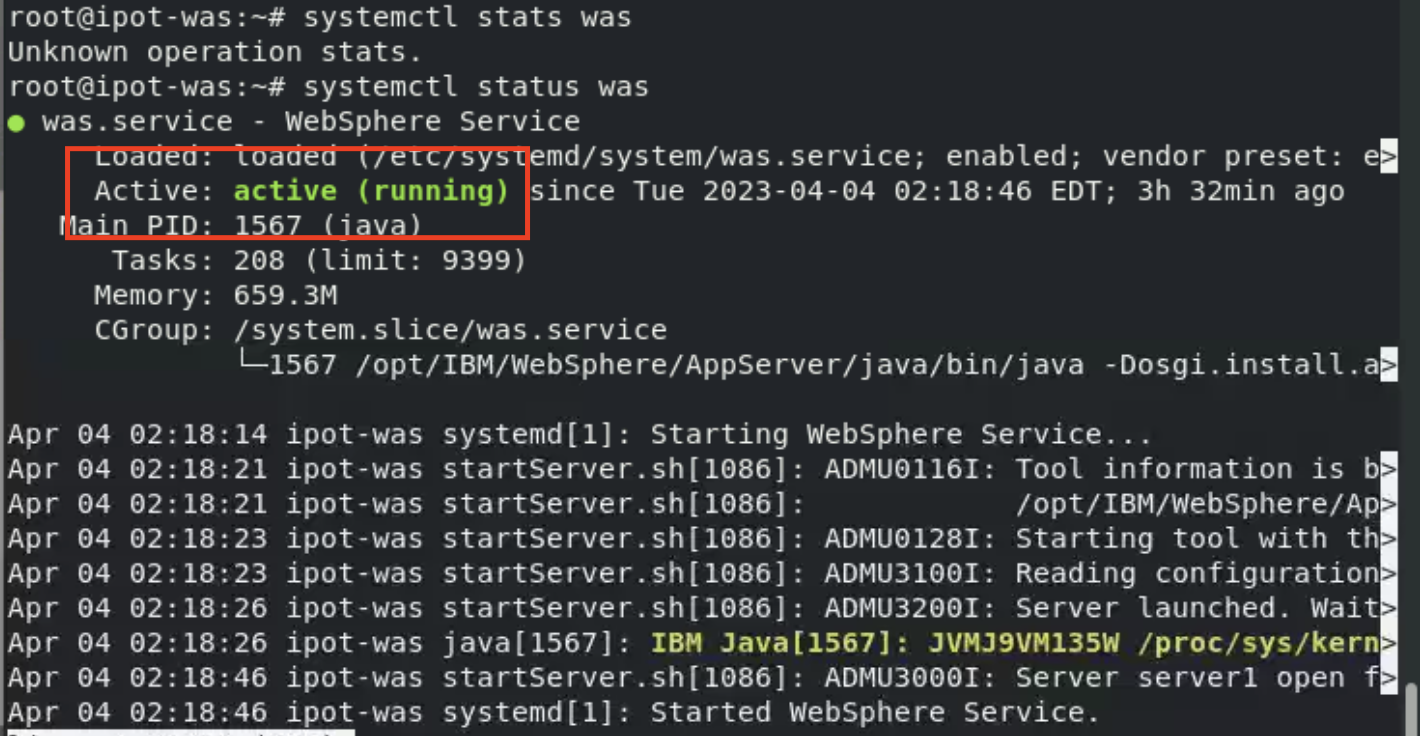 root@ipot-was:~# systemctl stats was
Unknown operation stats.
root@ipot-was:~# systemctl status was
● was.service - WebSphere Service
     Loaded: loaded (/etc/systemd/system/was.service; enabled; vendor preset: e>
     Active: active (running) since Tue 2023-04-04 02:18:46 EDT; 3h 32min ago
   Main PID: 1567 (java)
      Tasks: 208 (limit: 9399)
     Memory: 659.3M
     CGroup: /system.slice/was.service
             └─1567 /opt/IBM/WebSphere/AppServer/java/bin/java -Dosgi.install.a>
Apr 04 02:18:14 ipot-was systemd[1]: Starting WebSphere Service...
Apr 04 02:18:21 ipot-was startServer.sh[1086]: ADMU0116I: Tool information is b>
Apr 04 02:18:21 ipot-was startServer.sh[1086]:            /opt/IBM/WebSphere/Ap>
Apr 04 02:18:23 ipot-was startServer.sh[1086]: ADMU0128I: Starting tool with th>
Apr 04 02:18:23 ipot-was startServer.sh[1086]: ADMU3100I: Reading configuration>
Apr 04 02:18:26 ipot-was startServer.sh[1086]: ADMU3200I: Server launched. Wait>
Apr 04 02:18:26 ipot-was java[1567]: IBM Java[1567]: JVMJ9VM135W /proc/sys/kern>
Apr 04 02:18:46 ipot-was startServer.sh[1086]: ADMU3000I: Server server1 open f>
Apr 04 02:18:46 ipot-was systemd[1]: Started WebSphere Service.